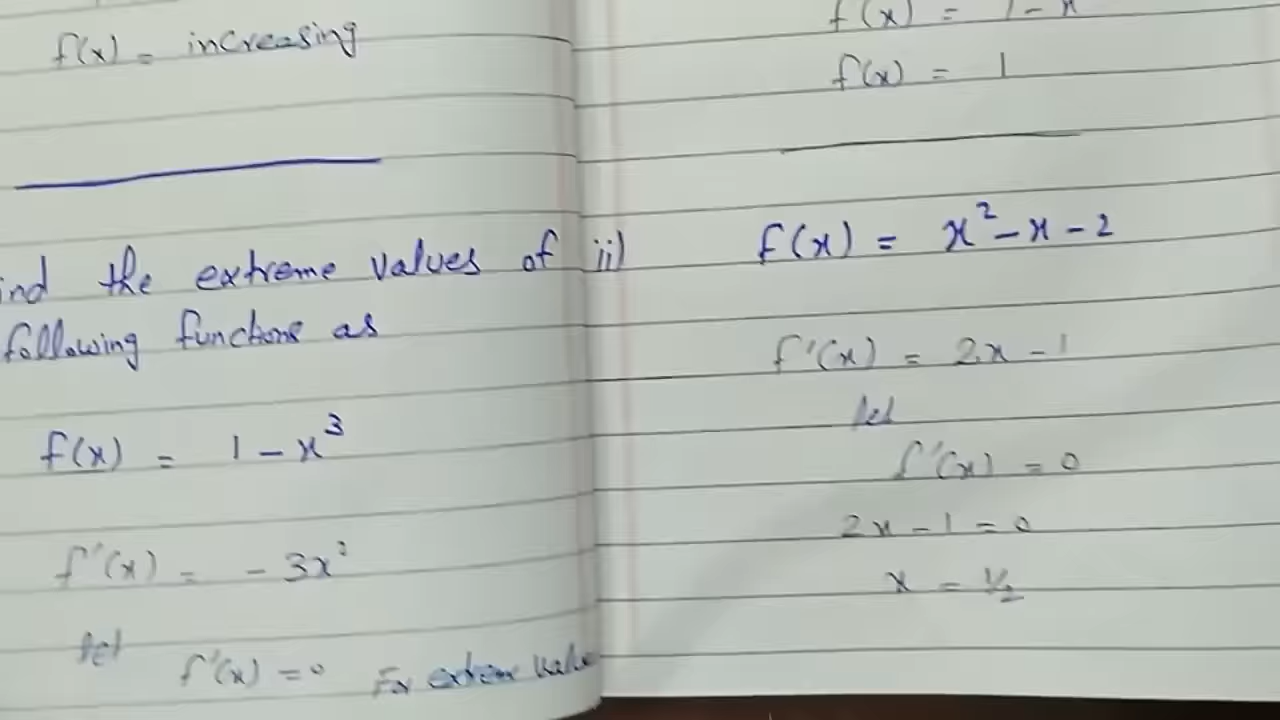 f(x) = increasing
ind the extreme values of
following functions as
f(x) = 1 - x³
f'(x) = - 3x²
let
f'(x) = 0 For extreme value
f(x) = 1 - x
f(x) = 1
ii) f(x) = x² - x - 2
f'(x) = 2x - 1
let
f'(x) = 0
2x - 1 = 0
x = ½